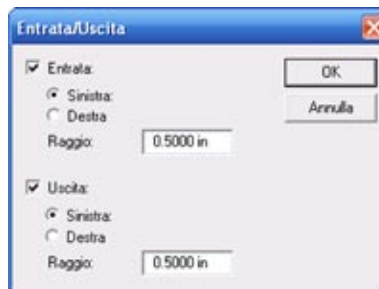 Entrata/Uscita
Entrata:
OK
Sinistra:
Annulla
Destra
Raggio: 0.5000 in
Uscita:
Sinistra:
Destra
Raggio: 0.5000 in